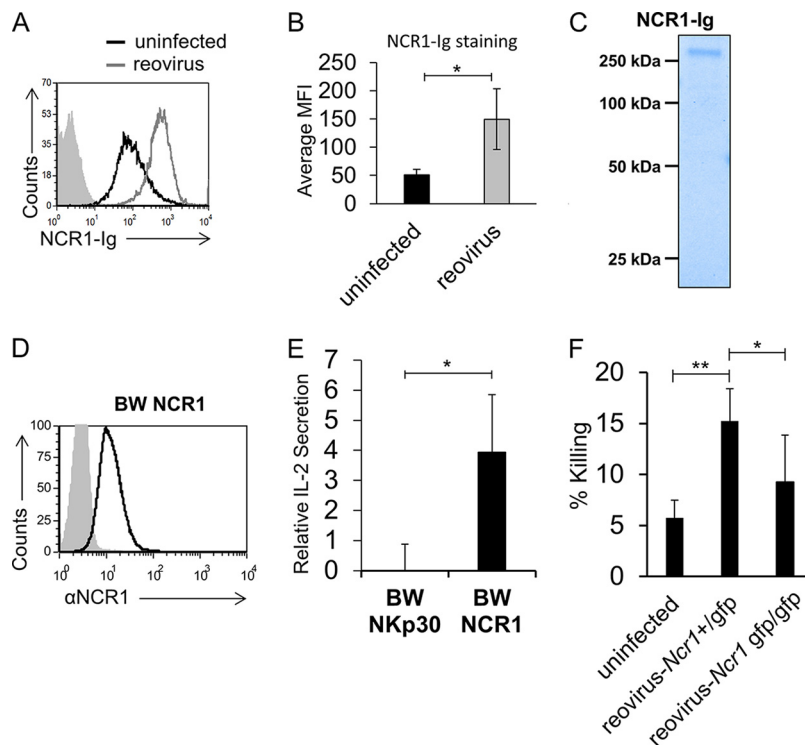 A
uninfected
reovirus
Counts
70
53
35
18
0
10^0 10^1 10^2 10^3 10^4
NCR1-Ig
B
NCR1-Ig staining
*
Average MFI
250
200
150
100
50
0
uninfected
reovirus
C
NCR1-Ig
250 kDa
100 kDa
50 kDa
25 kDa
D
BW NCR1
Counts
100
75
50
25
0
10^0 10^1 10^2 10^3 10^4
αNCR1
E
*
Relative IL-2 Secretion
7
6
5
4
3
2
1
0
BW NKp30
BW NCR1
F
** *
% Killing
20
15
10
5
0
uninfected
reovirus-Ncr1+/gfp
reovirus-Ncr1 gfp/gfp